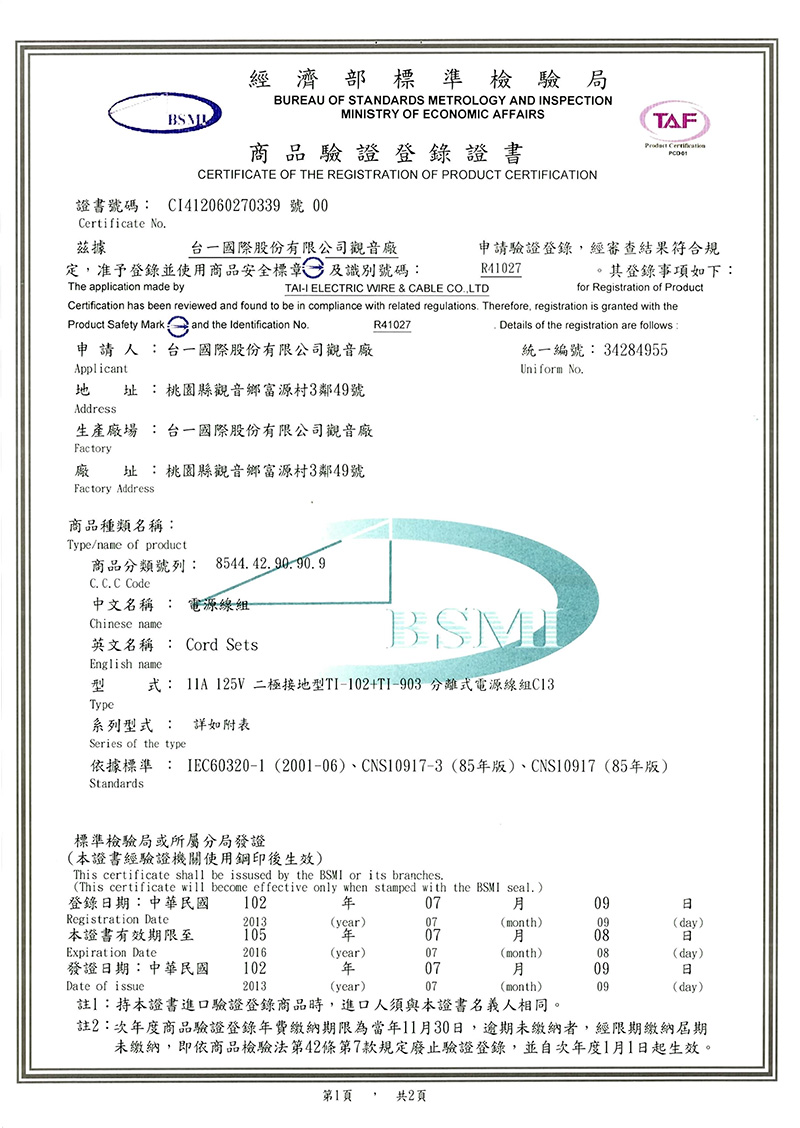 經濟部標準檢驗局
BUREAU OF STANDARDS METROLOGY AND INSPECTION
MINISTRY OF ECONOMIC AFFAIRS
BSMI
TAF
Product Certification
PC0-01
商品驗證登錄證書
CERTIFICATE OF THE REGISTRATION OF PRODUCT CERTIFICATION
證書號碼： CI412060270339 號 00
Certificate No.
茲據 台一國際股份有限公司觀音廠 申請驗證登錄，經審查結果符合規
定，准予登錄並使用商品安全標章 及識別號碼： R41027 。其登錄事項如下：
The application made by TAI-I ELECTRIC WIRE & CABLE CO.,LTD for Registration of Product
Certification has been reviewed and found to be in compliance with related regulations. Therefore, registration is granted with the
Product Safety Mark and the Identification No. R41027 . Details of the registration are follows :
申請人 ：台一國際股份有限公司觀音廠 統一編號：34284955
Applicant Uniform No.
地址 ：桃園縣觀音鄉富源村3鄰49號
Address
生產廠場 ：台一國際股份有限公司觀音廠
Factory
廠址 ：桃園縣觀音鄉富源村3鄰49號
Factory Address
商品種類名稱：
Type/name of product
商品分類號列： 8544.42.90.90.9
C.C.C Code
中文名稱 ： 電源線組
Chinese name
BSMI
英文名稱 ： Cord Sets
English name
型式： 11A 125V 二極接地型TI-102+TI-903 分離式電源線組C13
Type
系列型式 ： 詳如附表
Series of the type
依據標準 ： IEC60320-1 (2001-06)、CNS10917-3 (85年版)、CNS10917 (85年版)
Standards
標準檢驗局或所屬分局發證
(本證書經驗證機關使用鋼印後生效)
This certificate shall be issused by the BSMI or its branches.
(This certificate will become effective only when stamped with the BSMI seal.)
登錄日期：中華民國 102 年 07 月 09 日
Registration Date 2013 (year) 07 (month) 09 (day)
本證書有效期限至 105 年 07 月 08 日
Expiration Date 2016 (year) 07 (month) 08 (day)
發證日期：中華民國 102 年 07 月 09 日
Date of issue 2013 (year) 07 (month) 09 (day)
註1：持本證書進口驗證登錄商品時，進口人須與本證書名義人相同。
註2：次年度商品驗證登錄年費繳納期限為當年11月30日，逾期未繳納者，經限期繳納屆期
未繳納，即依商品檢驗法第42條第7款規定廢止驗證登錄，並自次年度1月1日起生效。
第1頁 ， 共2頁